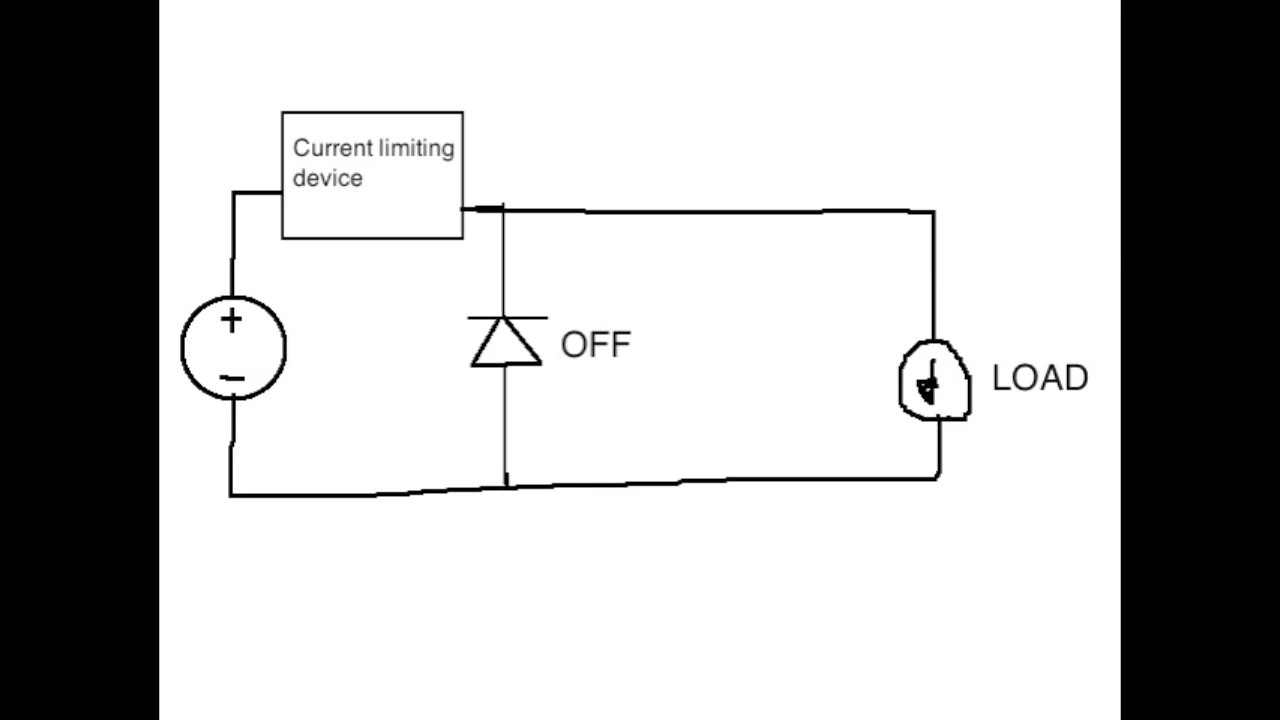 Current limiting
device
+
−
OFF
LOAD